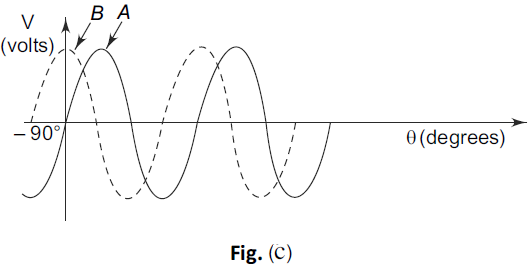 B A
V
(volts)
– 90°
θ (degrees)
Fig. (c)